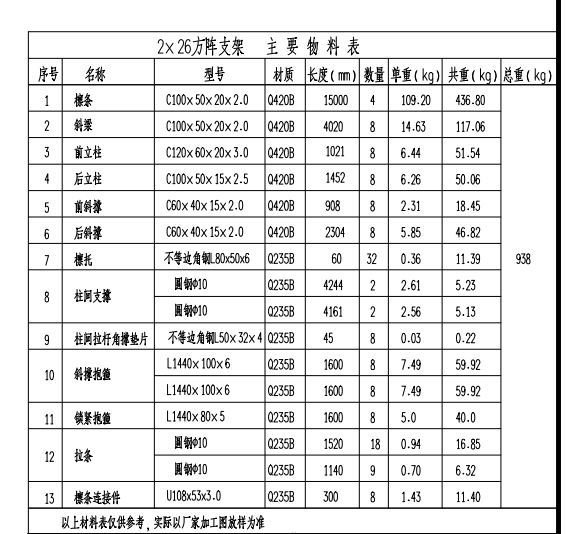 2×26方阵支架 主要物料表
序号 名称 型号 材质 长度(mm) 数量 单重(kg) 共重(kg) 总重(kg)
1 檩条 C100×50×20×2.0 Q420B 15000 4 109.20 436.80
2 斜梁 C100×50×20×2.0 Q420B 4020 8 14.63 117.06
3 前立柱 C120×60×20×3.0 Q420B 1021 8 6.44 51.54
4 后立柱 C100×50×15×2.5 Q420B 1452 8 6.26 50.06
5 前斜撑 C60×40×15×2.0 Q420B 908 8 2.31 18.45
6 后斜撑 C60×40×15×2.0 Q420B 2304 8 5.85 46.82
7 檩托 不等边角钢L80x50x6 Q235B 60 32 0.36 11.39 938
8 柱间支撑 圆钢Φ10 Q235B 4244 2 2.61 5.23
圆钢Φ10 Q235B 4161 2 2.56 5.13
9 柱间拉杆角撑垫片 不等边角钢L50×32×4 Q235B 45 8 0.03 0.22
10 斜撑抱箍 L1440×100×6 Q235B 1600 8 7.49 59.92
L1440×100×6 Q235B 1600 8 7.49 59.92
11 锁紧抱箍 L1440×80×5 Q235B 1600 8 5.0 40.0
12 拉条 圆钢Φ10 Q235B 1520 18 0.94 16.85
圆钢Φ10 Q235B 1140 9 0.70 6.32
13 檩条连接件 U108x53x3.0 Q235B 300 8 1.43 11.40
以上材料表仅供参考，实际以厂家加工图放样为准